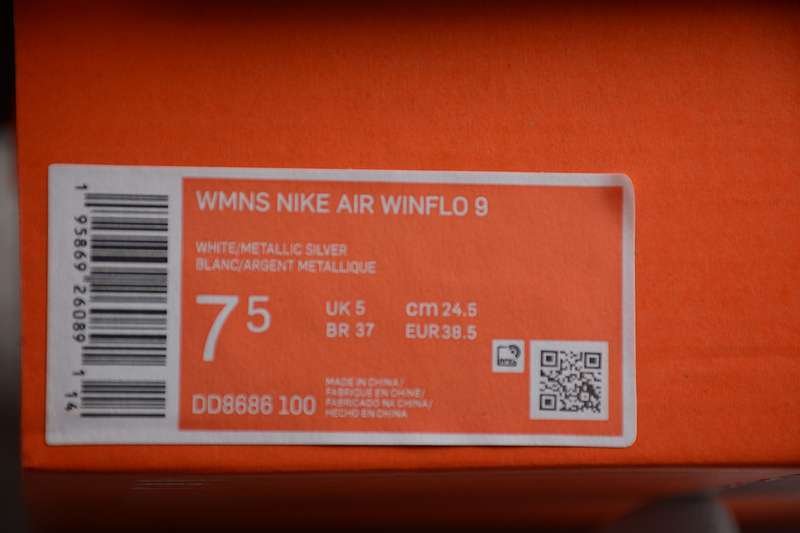 WMNS NIKE AIR WINFLO 9
WHITE/METALLIC SILVER
BLANC/ARGENT METALLIQUE
7 5
UK 5 cm 24.5
BR 37 EUR 38.5
DD8686 100
MADE IN CHINA/
FABRIQUE EN CHINE/
FABRICADO NA CHINA/
HECHO EN CHINA
1 95869 26089 1
14